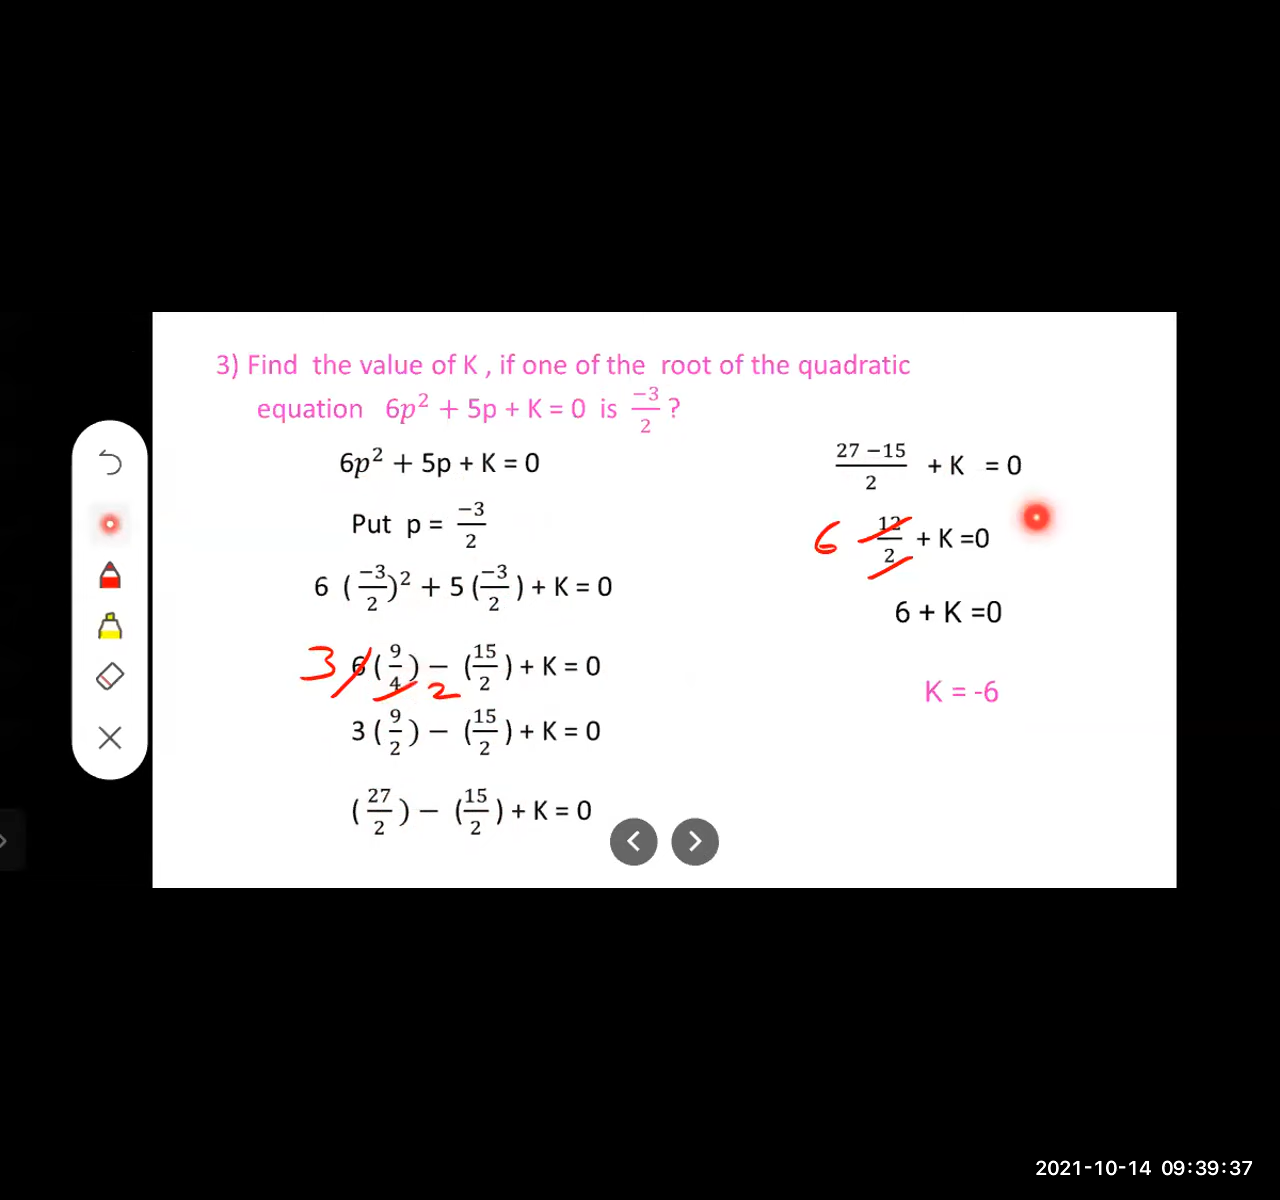 3) Find the value of K , if one of the root of the quadratic
equation 6p² + 5p + K = 0 is −3/2 ?
6p² + 5p + K = 0
Put p = −3/2
6 (−3/2)² + 5 (−3/2) + K = 0
3 6 (9/4) 2 − (15/2) + K = 0
3 (9/2) − (15/2) + K = 0
(27/2) − (15/2) + K = 0
27 −15/2 + K = 0
6 12/2 + K =0
6 + K =0
K = -6
2021-10-14 09:39:37